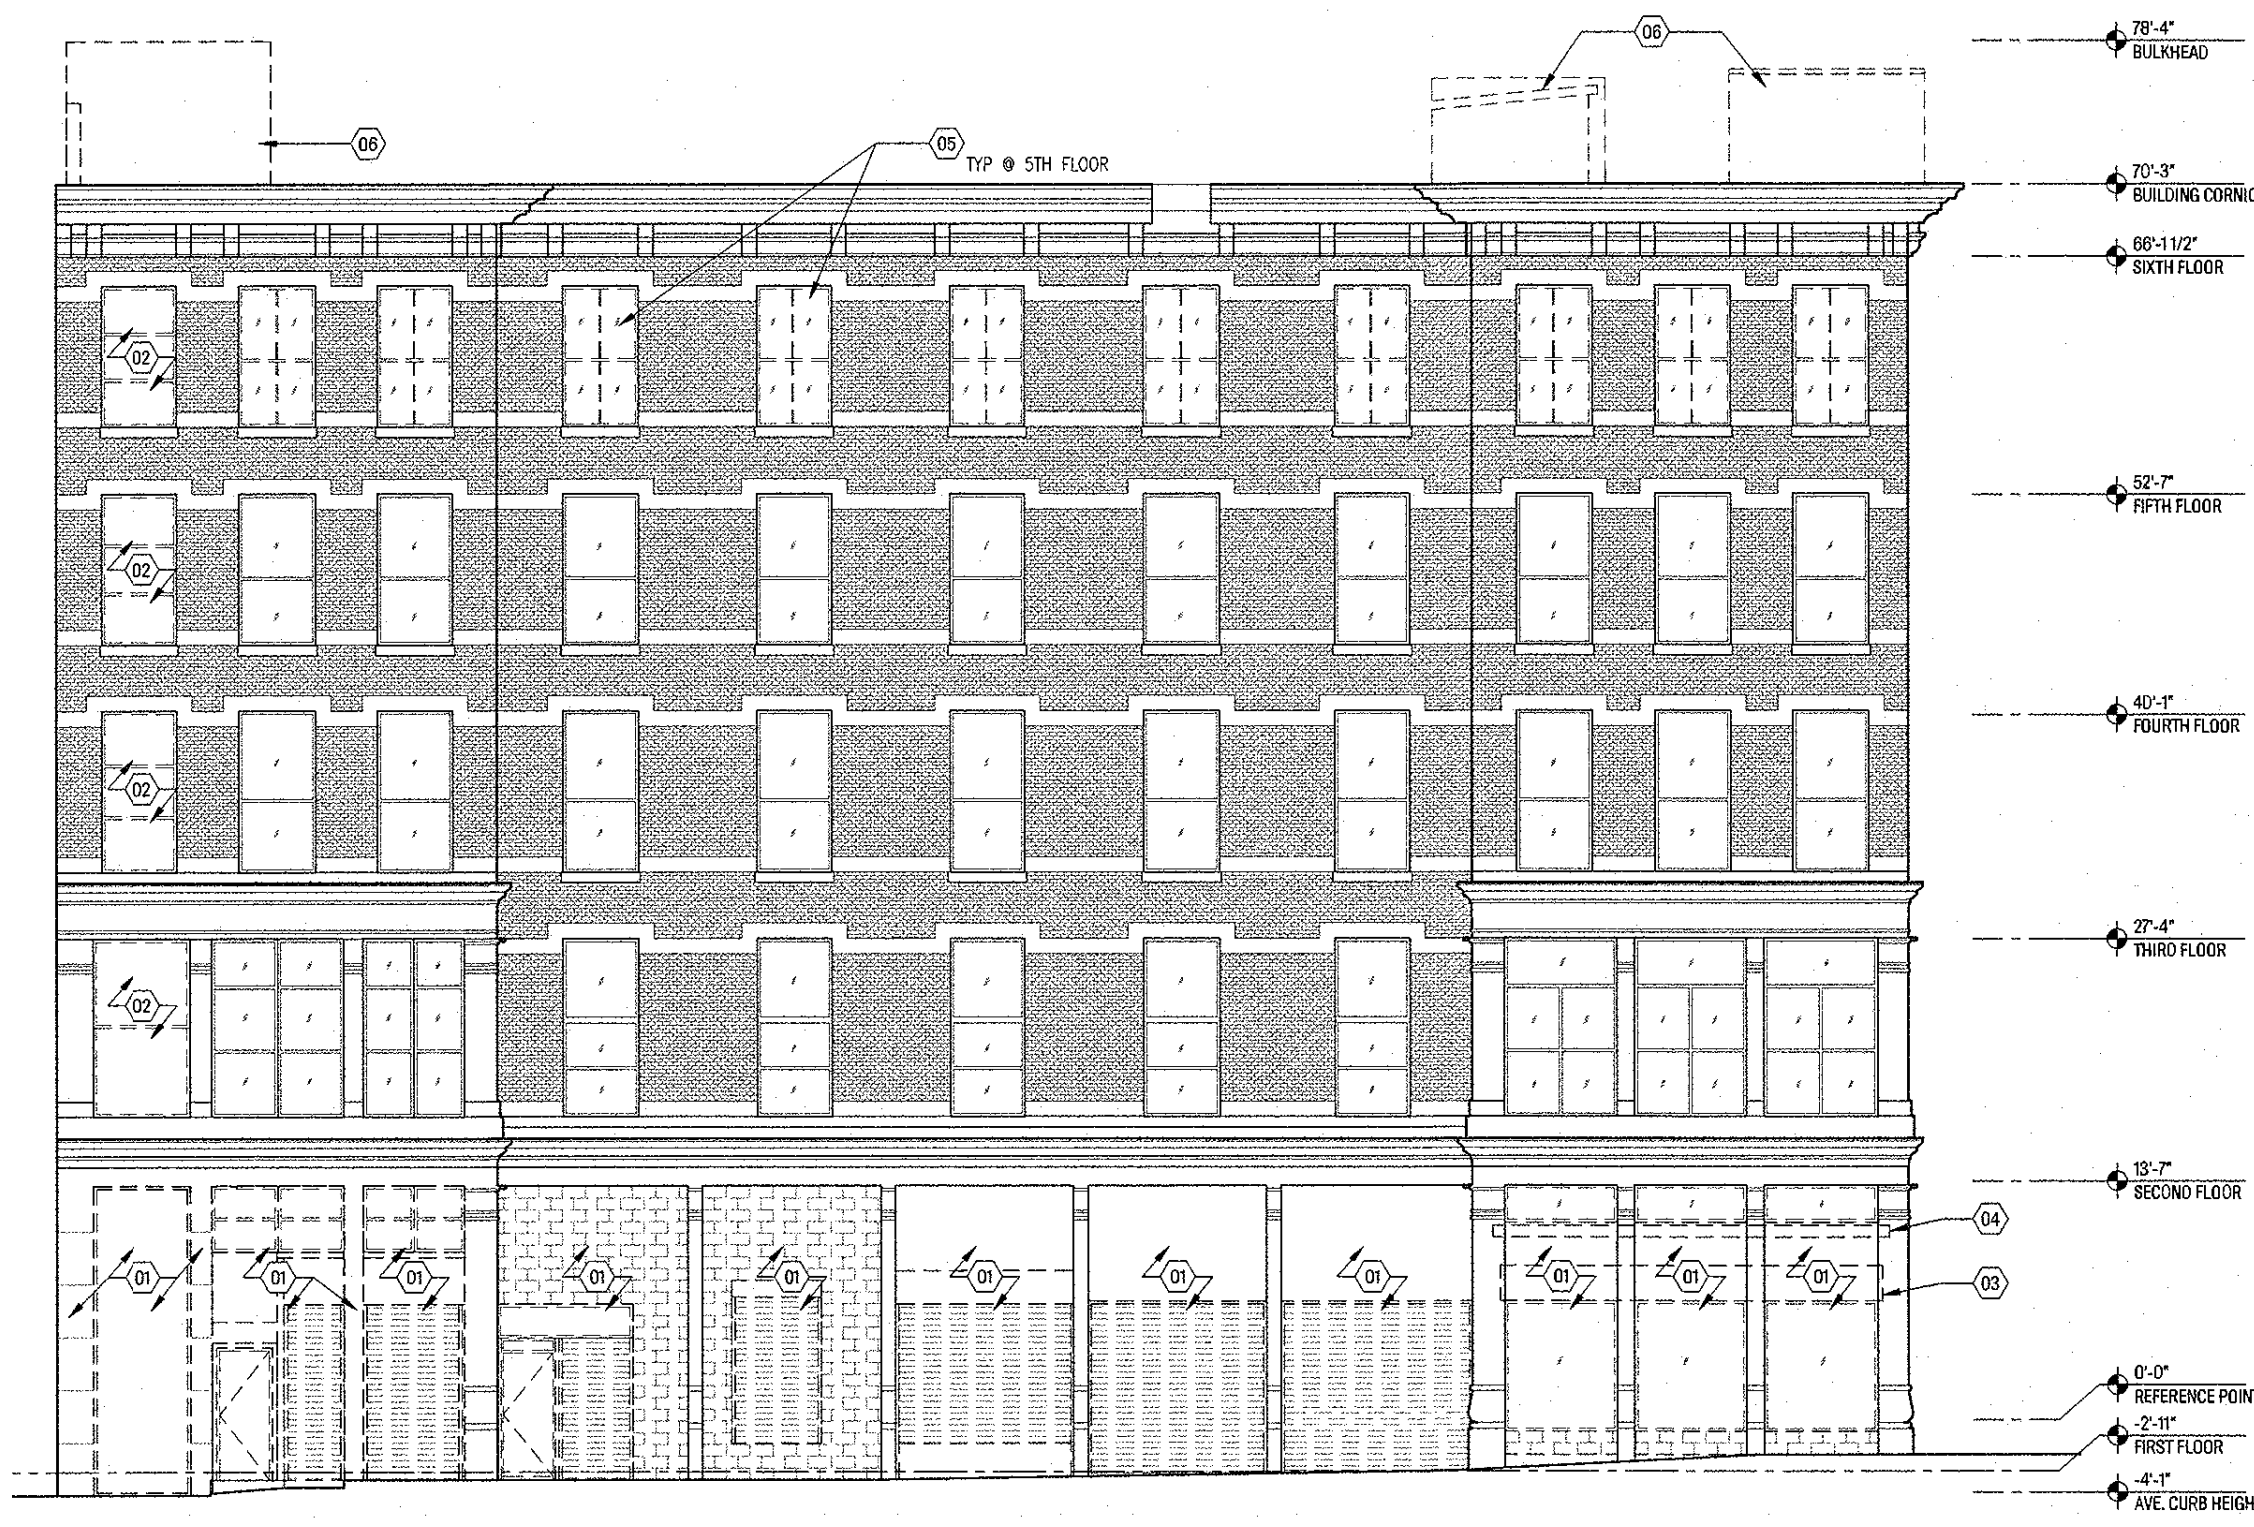 06
78'-4"
BULKHEAD
06
05
TYP @ 5TH FLOOR
70'-3"
BUILDING CORNIC
66'-11/2"
SIXTH FLOOR
02
52'-7"
FIFTH FLOOR
02
40'-1"
FOURTH FLOOR
02
27'-4"
THIRD FLOOR
02
13'-7"
SECOND FLOOR
04
01 01 01 01 01 01 01 01 01 01 01
03
0'-0"
REFERENCE POIN
-2'-11"
FIRST FLOOR
-4'-1"
AVE. CURB HEIGH